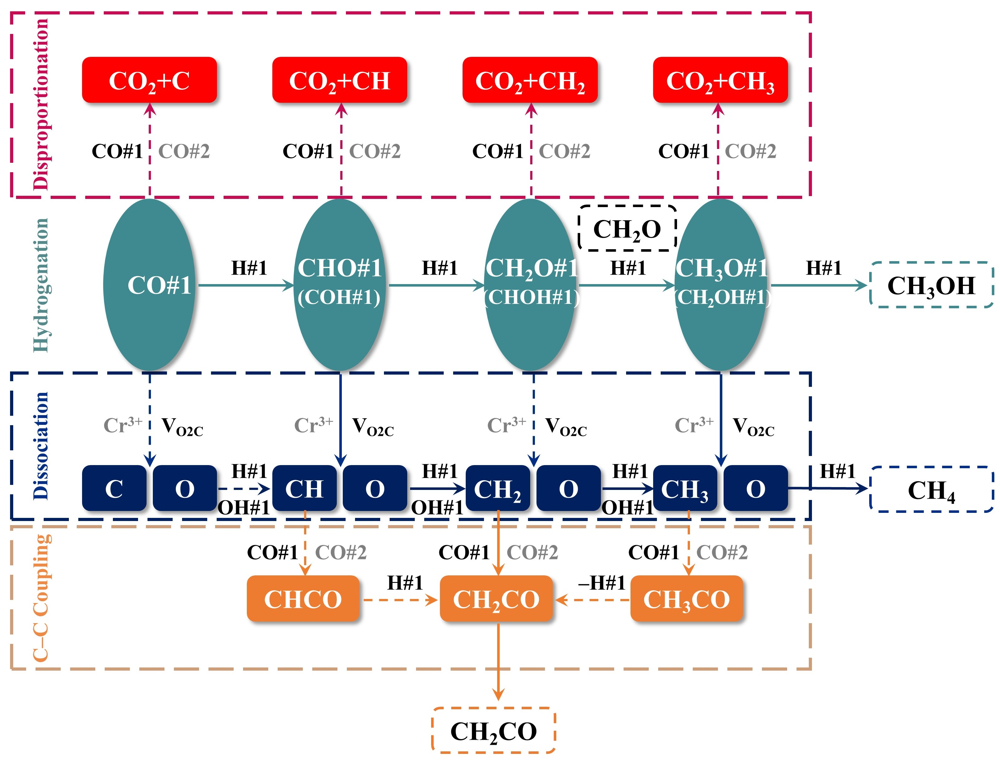 Disproportionation
CO₂+C
CO₂+CH
CO₂+CH₂
CO₂+CH₃
CO#1 CO#2
CO#1 CO#2
CO#1 CO#2
CO#1 CO#2
Hydrogenation
CO#1
H#1
CHO#1
(COH#1)
H#1
CH₂O#1
(CHOH#1)
CH₂O
H#1
CH₃O#1
(CH₂OH#1)
H#1
CH₃OH
Dissociation
Cr³⁺ V_O2C
Cr³⁺ V_O2C
Cr³⁺ V_O2C
Cr³⁺ V_O2C
C
O
H#1
OH#1
CH
O
H#1
OH#1
CH₂
O
H#1
OH#1
CH₃
O
H#1
CH₄
C–C Coupling
CO#1 CO#2
CO#1 CO#2
CO#1 CO#2
CHCO
H#1
CH₂CO
–H#1
CH₃CO
CH₂CO